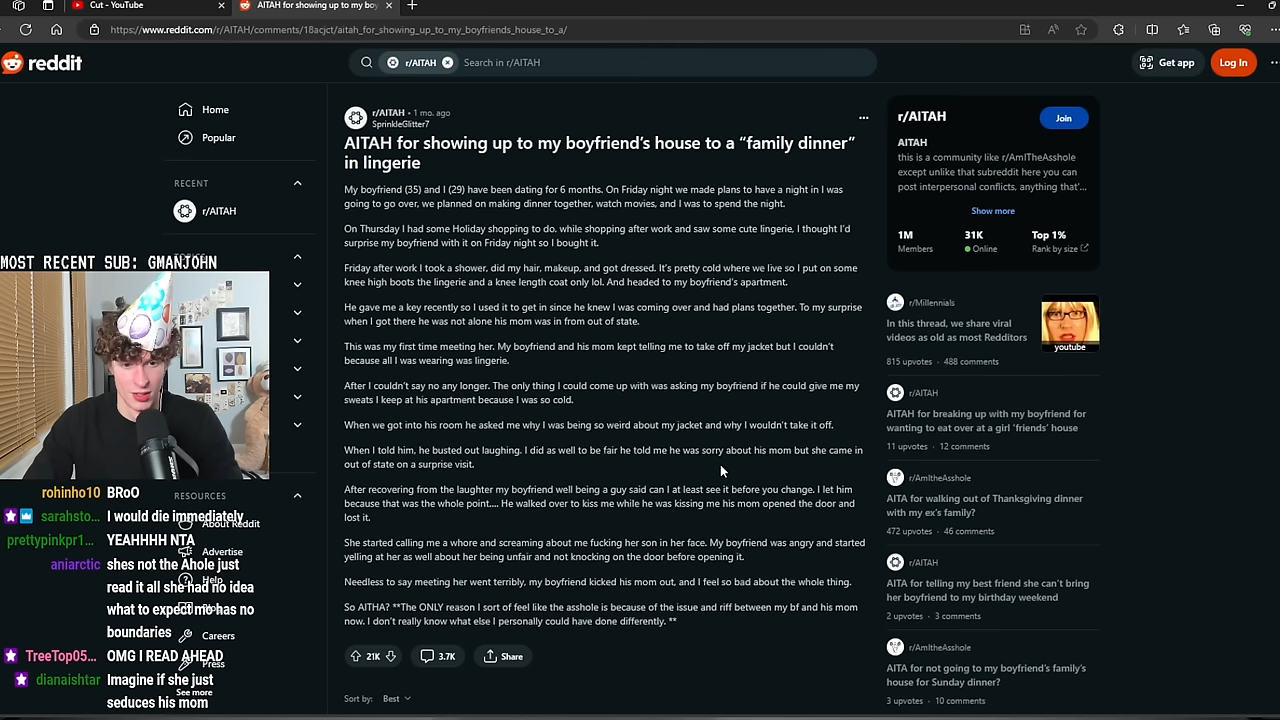 Cut - YouTube
AITAH for showing up to my boy
https://www.reddit.com/r/AITAH/comments/18acjct/aitah_for_showing_up_to_my_boyfriends_house_to_a/
reddit
r/AITAH
Search in r/AITAH
Get app
Log In
Home
Popular
RECENT
r/AITAH
MOST RECENT SUB: GMANJOHN
rohinho10 BRoO
sarahsto... I would die immediately
prettypinkpr1... YEAHHHH NTA
aniarctic shes not the Ahole just
read it all she had no idea
what to expect mom has no
boundaries
TreeTop05... OMG I READ AHEAD
dianaishtar Imagine if she just
seduces his mom
RESOURCES
About Reddit
Advertise
Help
Careers
Press
See more
r/AITAH • 1 mo. ago
SprinkleGlitter7
AITAH for showing up to my boyfriend’s house to a “family dinner”
in lingerie
My boyfriend (35) and I (29) have been dating for 6 months. On Friday night we made plans to have a night in I was
going to go over, we planned on making dinner together, watch movies, and I was to spend the night.
On Thursday I had some Holiday shopping to do. while shopping after work and saw some cute lingerie, I thought I’d
surprise my boyfriend with it on Friday night so I bought it.
Friday after work I took a shower, did my hair, makeup, and got dressed. It’s pretty cold where we live so I put on some
knee high boots the lingerie and a knee length coat only lol. And headed to my boyfriend’s apartment.
He gave me a key recently so I used it to get in since he knew I was coming over and had plans together. To my surprise
when I got there he was not alone his mom was in from out of state.
This was my first time meeting her. My boyfriend and his mom kept telling me to take off my jacket but I couldn’t
because all I was wearing was lingerie.
After I couldn’t say no any longer. The only thing I could come up with was asking my boyfriend if he could give me my
sweats I keep at his apartment because I was so cold.
When we got into his room he asked me why I was being so weird about my jacket and why I wouldn’t take it off.
When I told him, he busted out laughing. I did as well to be fair he told me he was sorry about his mom but she came in
out of state on a surprise visit.
After recovering from the laughter my boyfriend well being a guy said can I at least see it before you change. I let him
because that was the whole point.... He walked over to kiss me while he was kissing me his mom opened the door and
lost it.
She started calling me a whore and screaming about me fucking her son in her face. My boyfriend was angry and started
yelling at her as well about her being unfair and not knocking on the door before opening it.
Needless to say meeting her went terribly, my boyfriend kicked his mom out, and I feel so bad about the whole thing.
So AITHA? **The ONLY reason I sort of feel like the asshole is because of the issue and riff between my bf and his mom
now. I don’t really know what else I personally could have done differently. **
21K
3.7K
Share
Sort by: Best
r/AITAH
Join
AITAH
this is a community like r/AmITheAsshole
except unlike that subreddit here you can
post interpersonal conflicts, anything that'...
Show more
1M
31K
Top 1%
Members
Online
Rank by size
r/Millennials
In this thread, we share viral
videos as old as most Redditors
youtube
815 upvotes · 488 comments
r/AITAH
AITAH for breaking up with my boyfriend for
wanting to eat over at a girl ‘friends’ house
11 upvotes · 12 comments
r/AmItheAsshole
AITA for walking out of Thanksgiving dinner
with my ex's family?
472 upvotes · 46 comments
r/AITAH
AITA for telling my best friend she can’t bring
her boyfriend to my birthday weekend
2 upvotes · 3 comments
r/AmItheAsshole
AITA for not going to my boyfriend's family's
house for Sunday dinner?
3 upvotes · 10 comments